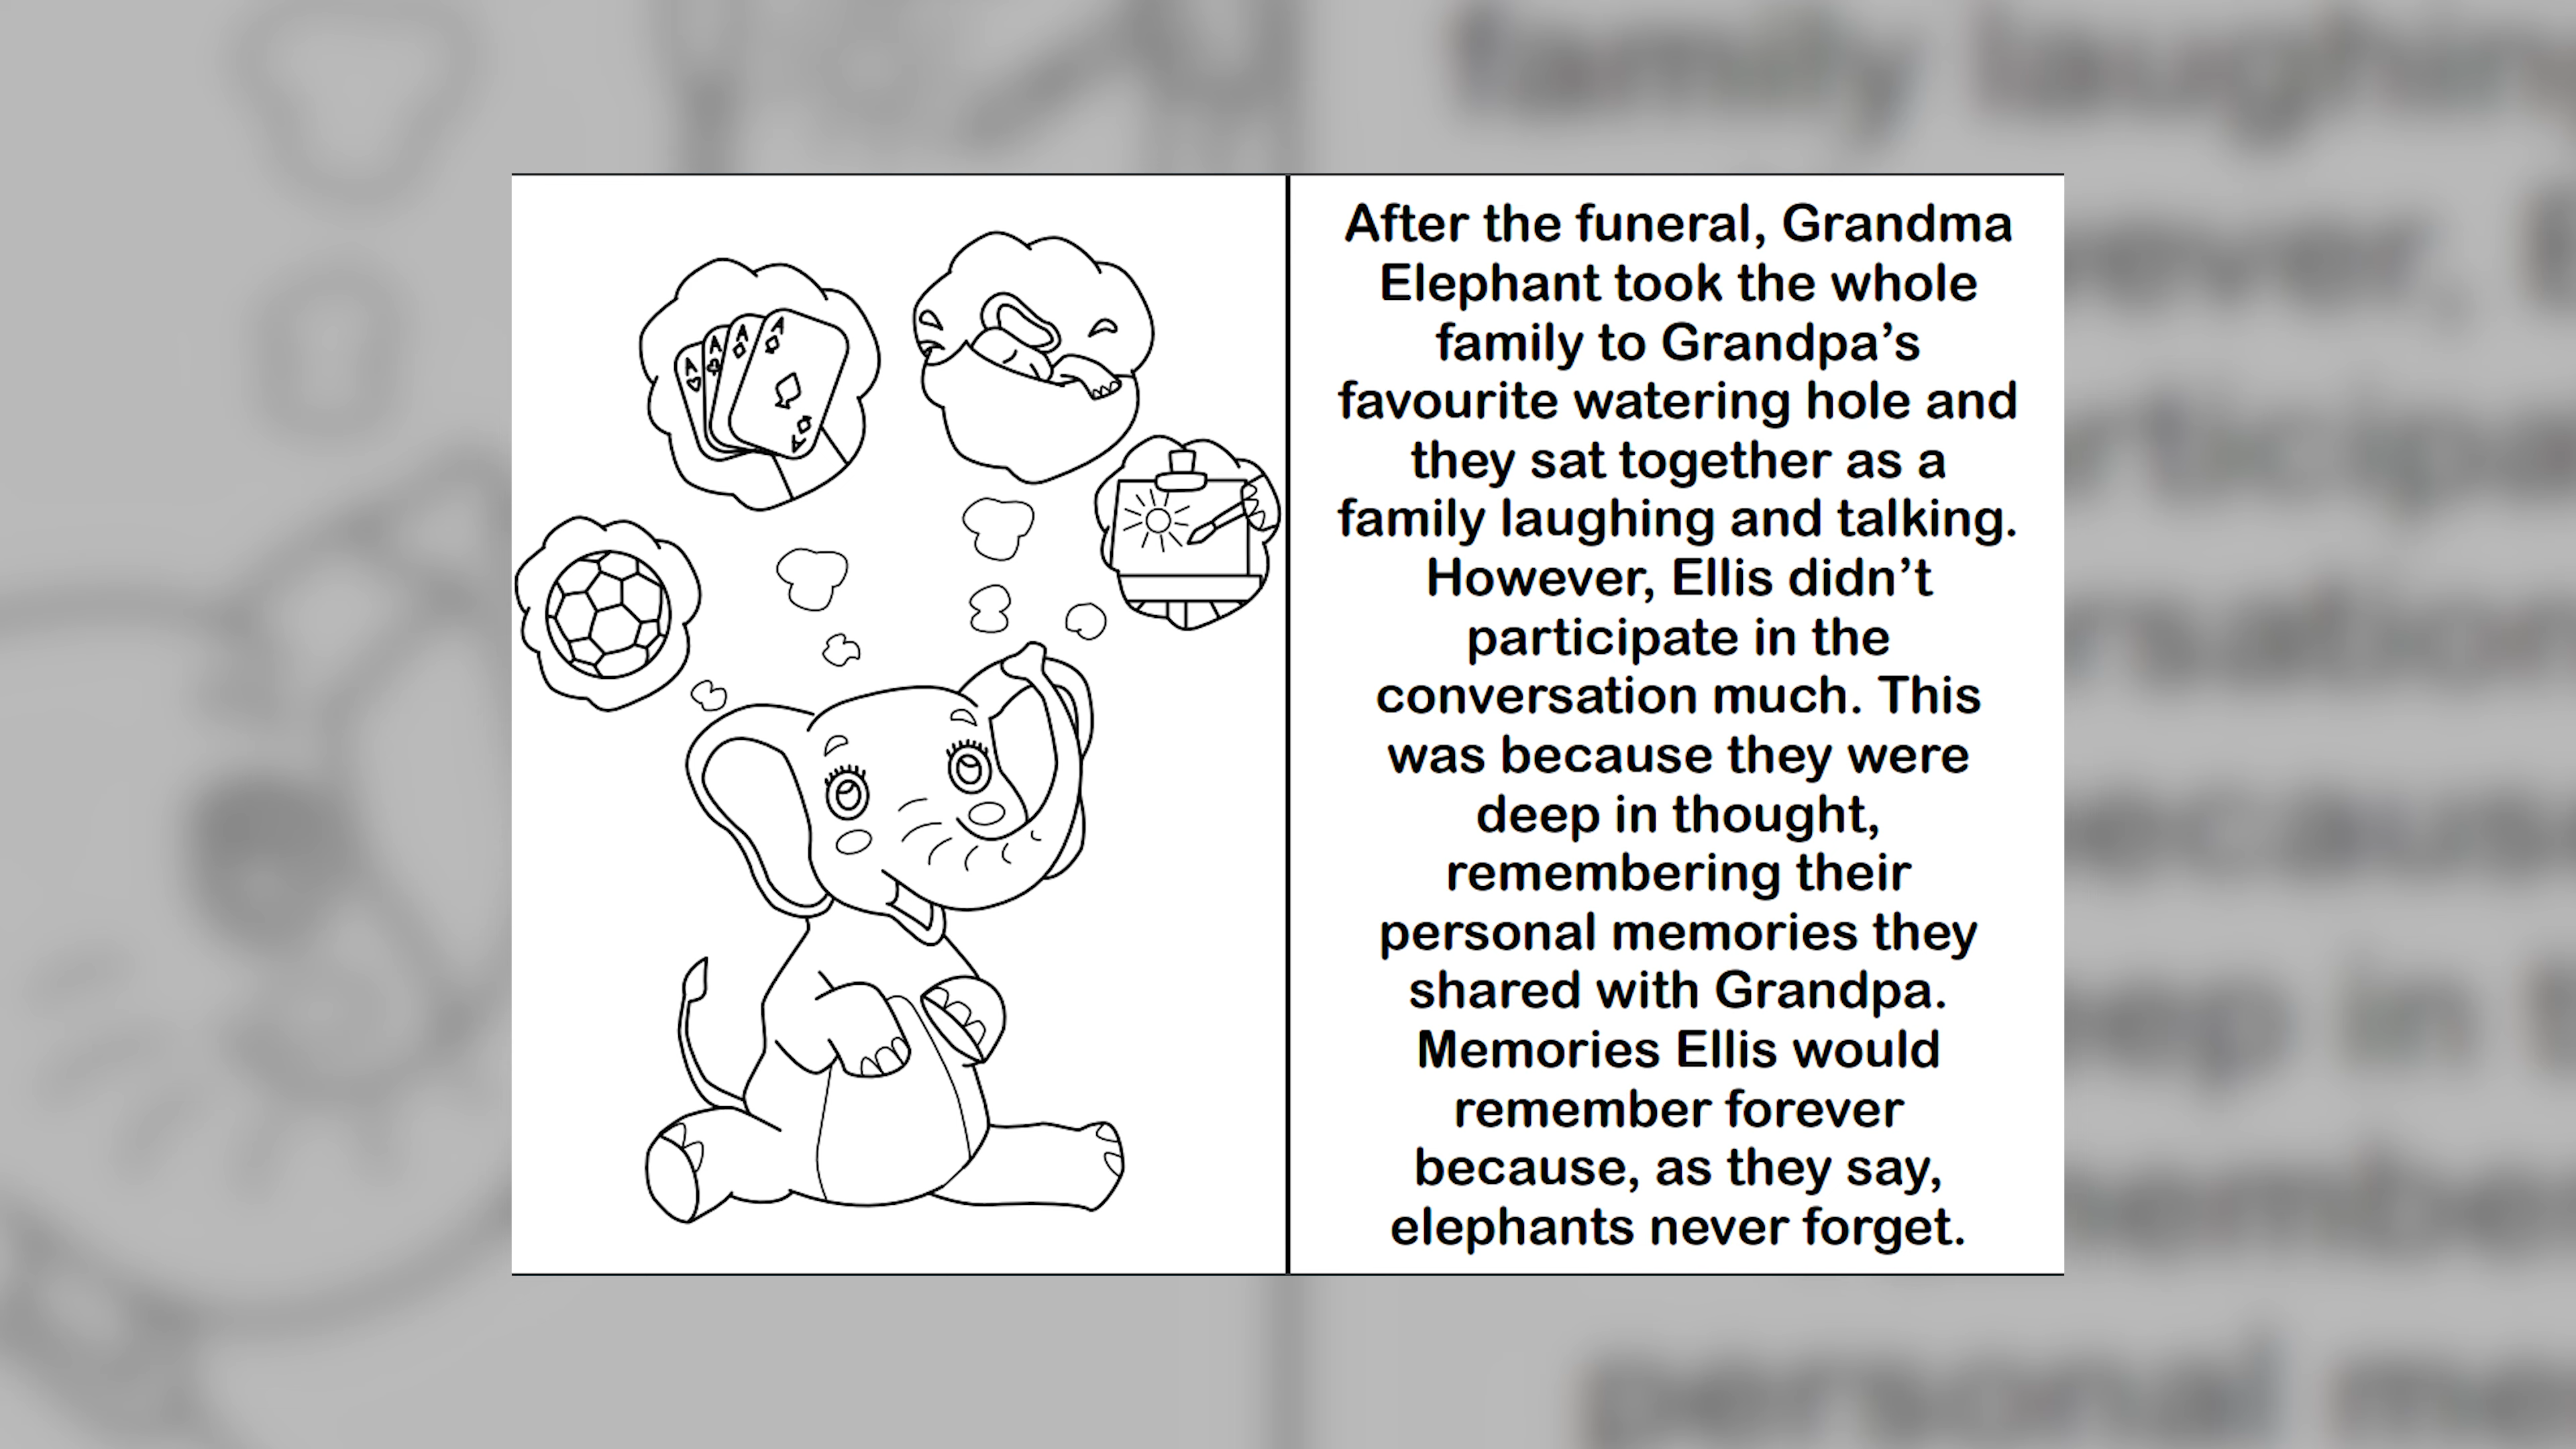 After the funeral, Grandma
Elephant took the whole
family to Grandpa’s
favourite watering hole and
they sat together as a
family laughing and talking.
However, Ellis didn’t
participate in the
conversation much. This
was because they were
deep in thought,
remembering their
personal memories they
shared with Grandpa.
Memories Ellis would
remember forever
because, as they say,
elephants never forget.